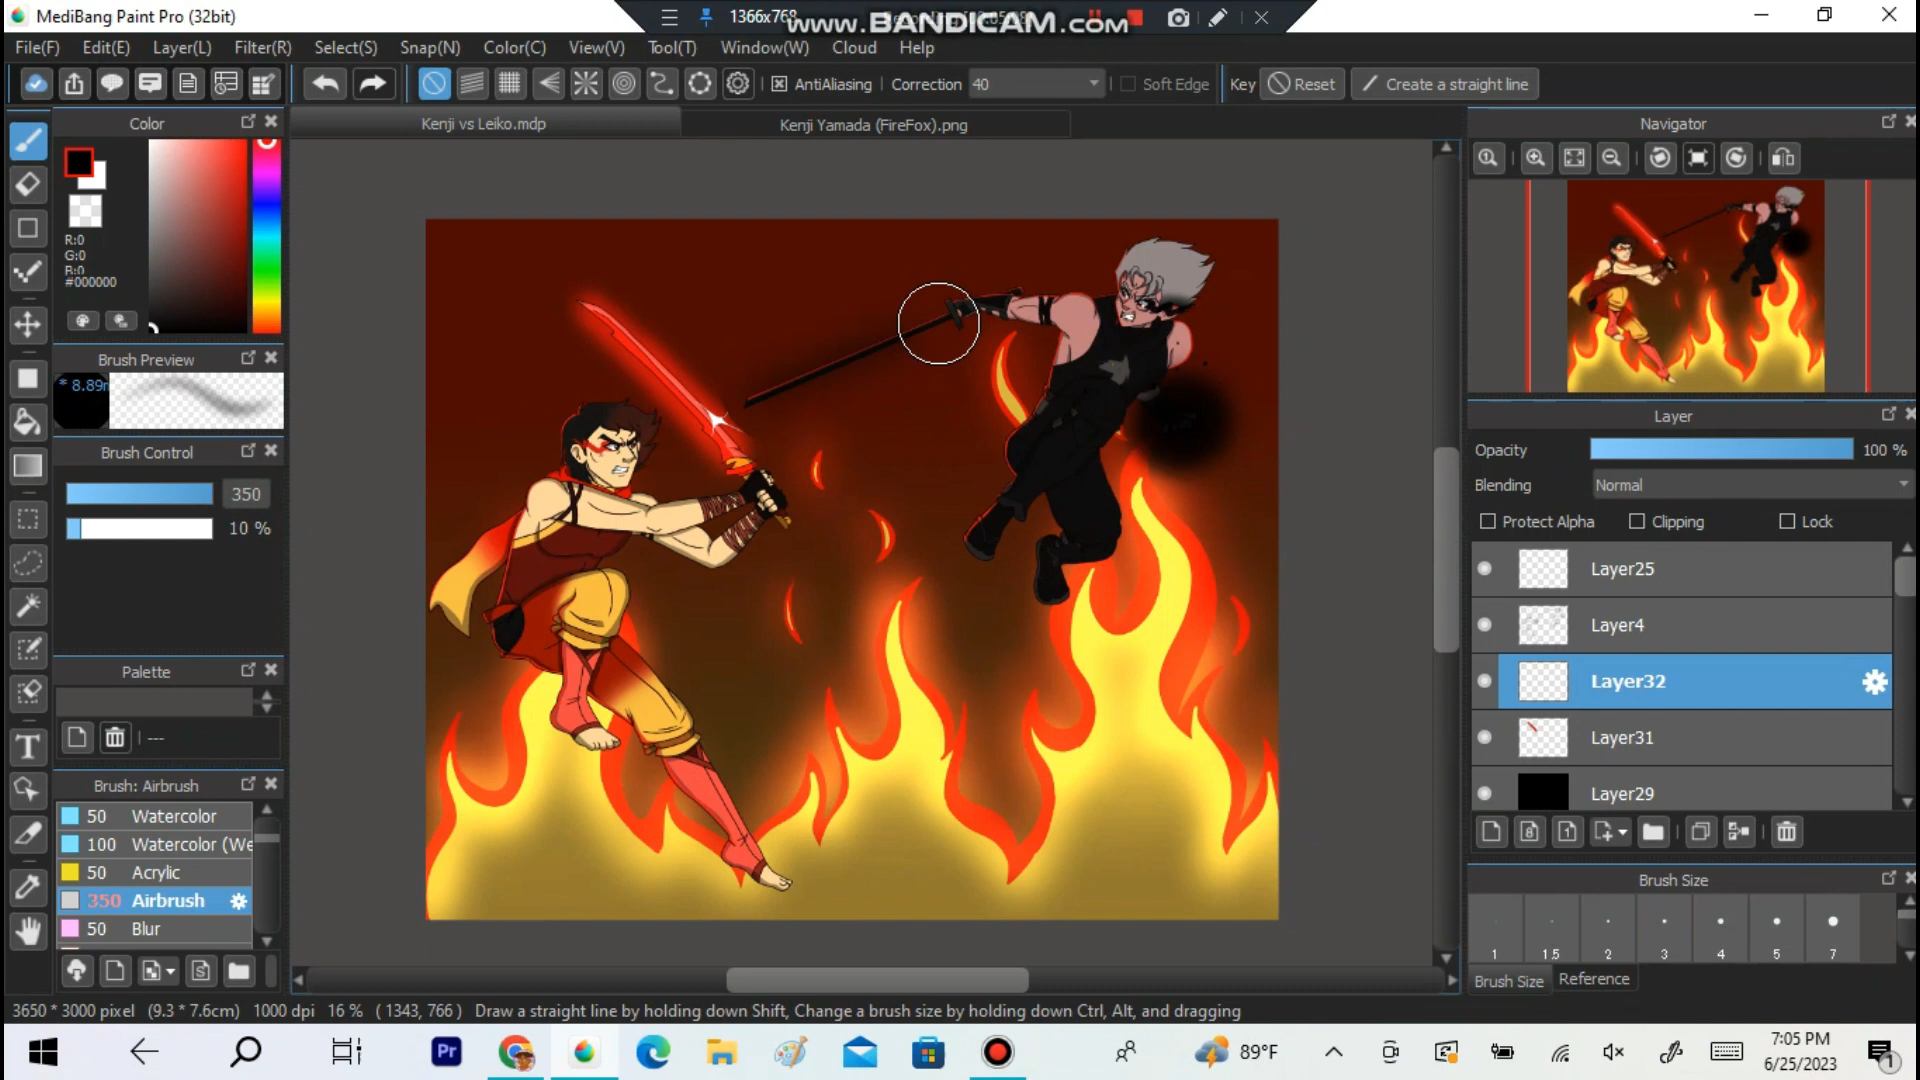 MediBang Paint Pro (32bit)
1366x768
www.BANDICAM.com
File(F) Edit(E) Layer(L) Filter(R) Select(S) Snap(N) Color(C) View(V) Tool(T) Window(W) Cloud Help
AntiAliasing Correction 40 Soft Edge Key Reset Create a straight line
Color
Kenji vs Leiko.mdp
Kenji Yamada (FireFox).png
Navigator
R:0
G:0
B:0
#000000
Brush Preview
* 8.89
Layer
Brush Control
Opacity 100 %
350
Blending Normal
10 %
Protect Alpha Clipping Lock
Layer25
Layer4
Palette
Layer32
---
Layer31
Brush: Airbrush
Layer29
50 Watercolor
100 Watercolor (We
50 Acrylic
350 Airbrush
50 Blur
Brush Size
1 1.5 2 3 4 5 7
Brush Size Reference
3650 * 3000 pixel (9.3 * 7.6cm) 1000 dpi 16 % ( 1343, 766 ) Draw a straight line by holding down Shift, Change a brush size by holding down Ctrl, Alt, and dragging
Pr
89°F
7:05 PM
6/25/2023
1